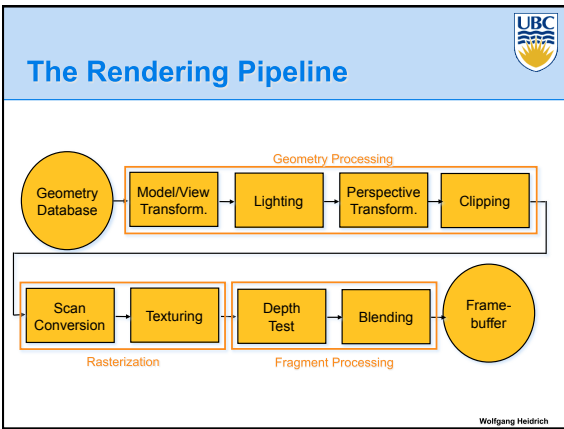 UBC
The Rendering Pipeline
Geometry Processing
Geometry
Database
Model/View
Transform.
Lighting
Perspective
Transform.
Clipping
Scan
Conversion
Texturing
Depth
Test
Blending
Frame-
buffer
Rasterization
Fragment Processing
Wolfgang Heidrich